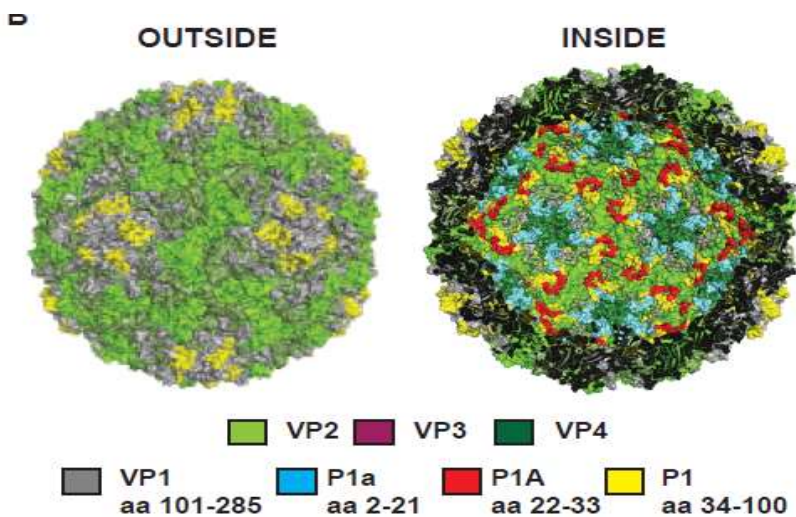 OUTSIDE INSIDE
VP2 VP3 VP4
VP1 P1a P1A P1
aa 101-285 aa 2-21 aa 22-33 aa 34-100